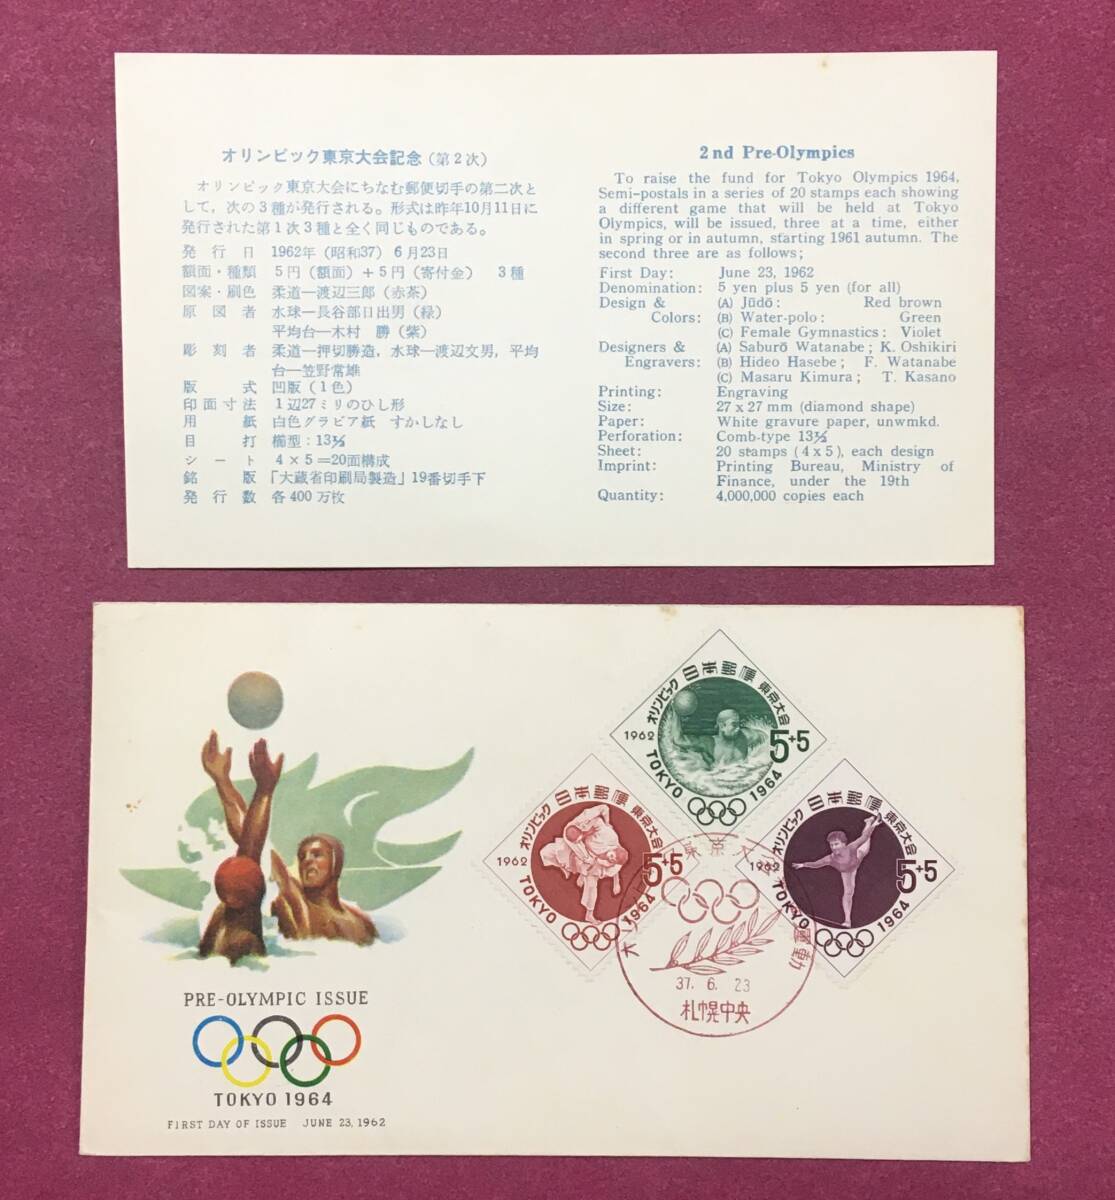 オリンピック東京大会記念(第2次)
オリンピック東京大会にちなむ郵便切手の第二次と
して,次の3種が発行される。形式は昨年10月11日に
発行された第1次3種と全く同じものである。
発行日 1962年(昭和37)6月23日
額面・種類 5円(額面)+5円(寄付金) 3種
図案・刷色 柔道—渡辺三郎(赤茶)
原図者 水球—長谷部日出男(緑)
平均台—木村 勝(紫)
彫刻者 柔道—押切勝造,水球—渡辺文男,平均
台—笠野常雄
版式 凹版(1色)
印面寸法 1辺27ミリのひし形
用紙 白色グラビア紙 すかしなし
目打 櫛型:13½
シート 4×5=20面構成
銘版 「大蔵省印刷局製造」19番切手下
発行数 各400万枚
2nd Pre-Olympics
To raise the fund for Tokyo Olympics 1964,
Semi-postals in a series of 20 stamps each showing
a different game that will be held at Tokyo
Olympics, will be issued, three at a time, either
in spring or in autumn, starting 1961 autumn. The
second three are as follows;
First Day: June 23, 1962
Denomination: 5 yen plus 5 yen (for all)
Design & (A) Jūdō: Red brown
Colors: (B) Water-polo: Green
(C) Female Gymnastics: Violet
Designers & (A) Saburō Watanabe; K. Oshikiri
Engravers: (B) Hideo Hasebe; F. Watanabe
(C) Masaru Kimura; T. Kasano
Printing: Engraving
Size: 27 x 27 mm (diamond shape)
Paper: White gravure paper, unwmkd.
Perforation: Comb-type 13½
Sheet: 20 stamps (4 x 5), each design
Imprint: Printing Bureau, Ministry of
Finance, under the 19th
Quantity: 4,000,000 copies each
PRE-OLYMPIC ISSUE
TOKYO 1964
FIRST DAY OF ISSUE JUNE 23, 1962
オリンピック 日本郵便 東京大会
1962
5+5
TOKYO 1964
オリンピック 日本郵便 東京大会
1962
5+5
TOKYO 1964
オリンピック 日本郵便 東京大会
1962
5+5
TOKYO 1964
東京大
運動
37. 6. 23
札幌中央